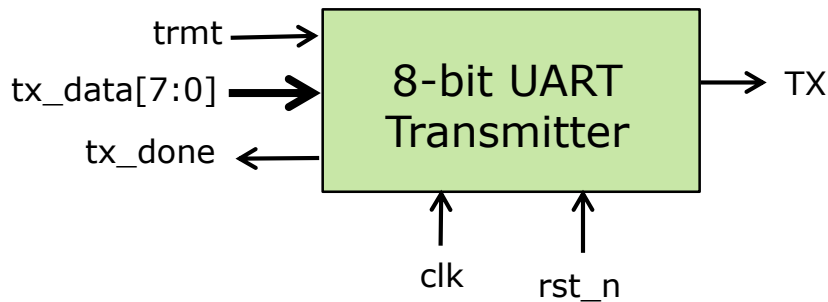 trmt
tx_data[7:0]
tx_done
8-bit UART
Transmitter
TX
clk
rst_n